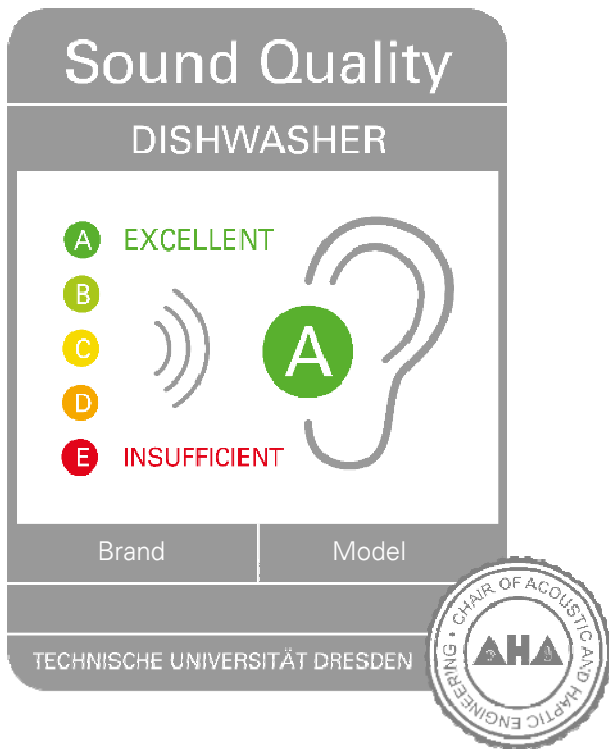 Sound Quality
DISHWASHER
A EXCELLENT
B
C
D
E INSUFFICIENT
A
Brand Model
TECHNISCHE UNIVERSITÄT DRESDEN
CHAIR OF ACOUSTIC AND HAPTIC ENGINEERING •
AHA